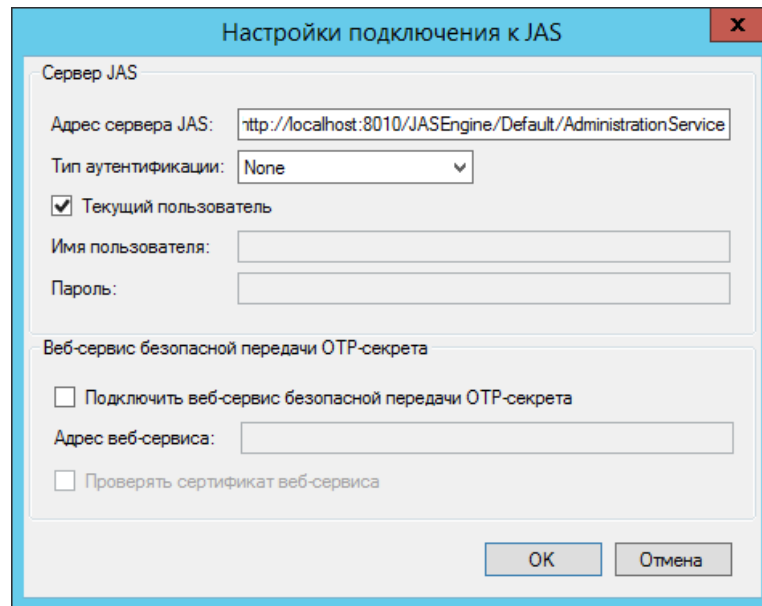 Настройки подключения к JAS
x
Сервер JAS
Адрес сервера JAS: http://localhost:8010/JASEngine/Default/AdministrationService
Тип аутентификации: None
Текущий пользователь
Имя пользователя:
Пароль:
Веб-сервис безопасной передачи OTP-секрета
Подключить веб-сервис безопасной передачи OTP-секрета
Адрес веб-сервиса:
Проверять сертификат веб-сервиса
OK Отмена